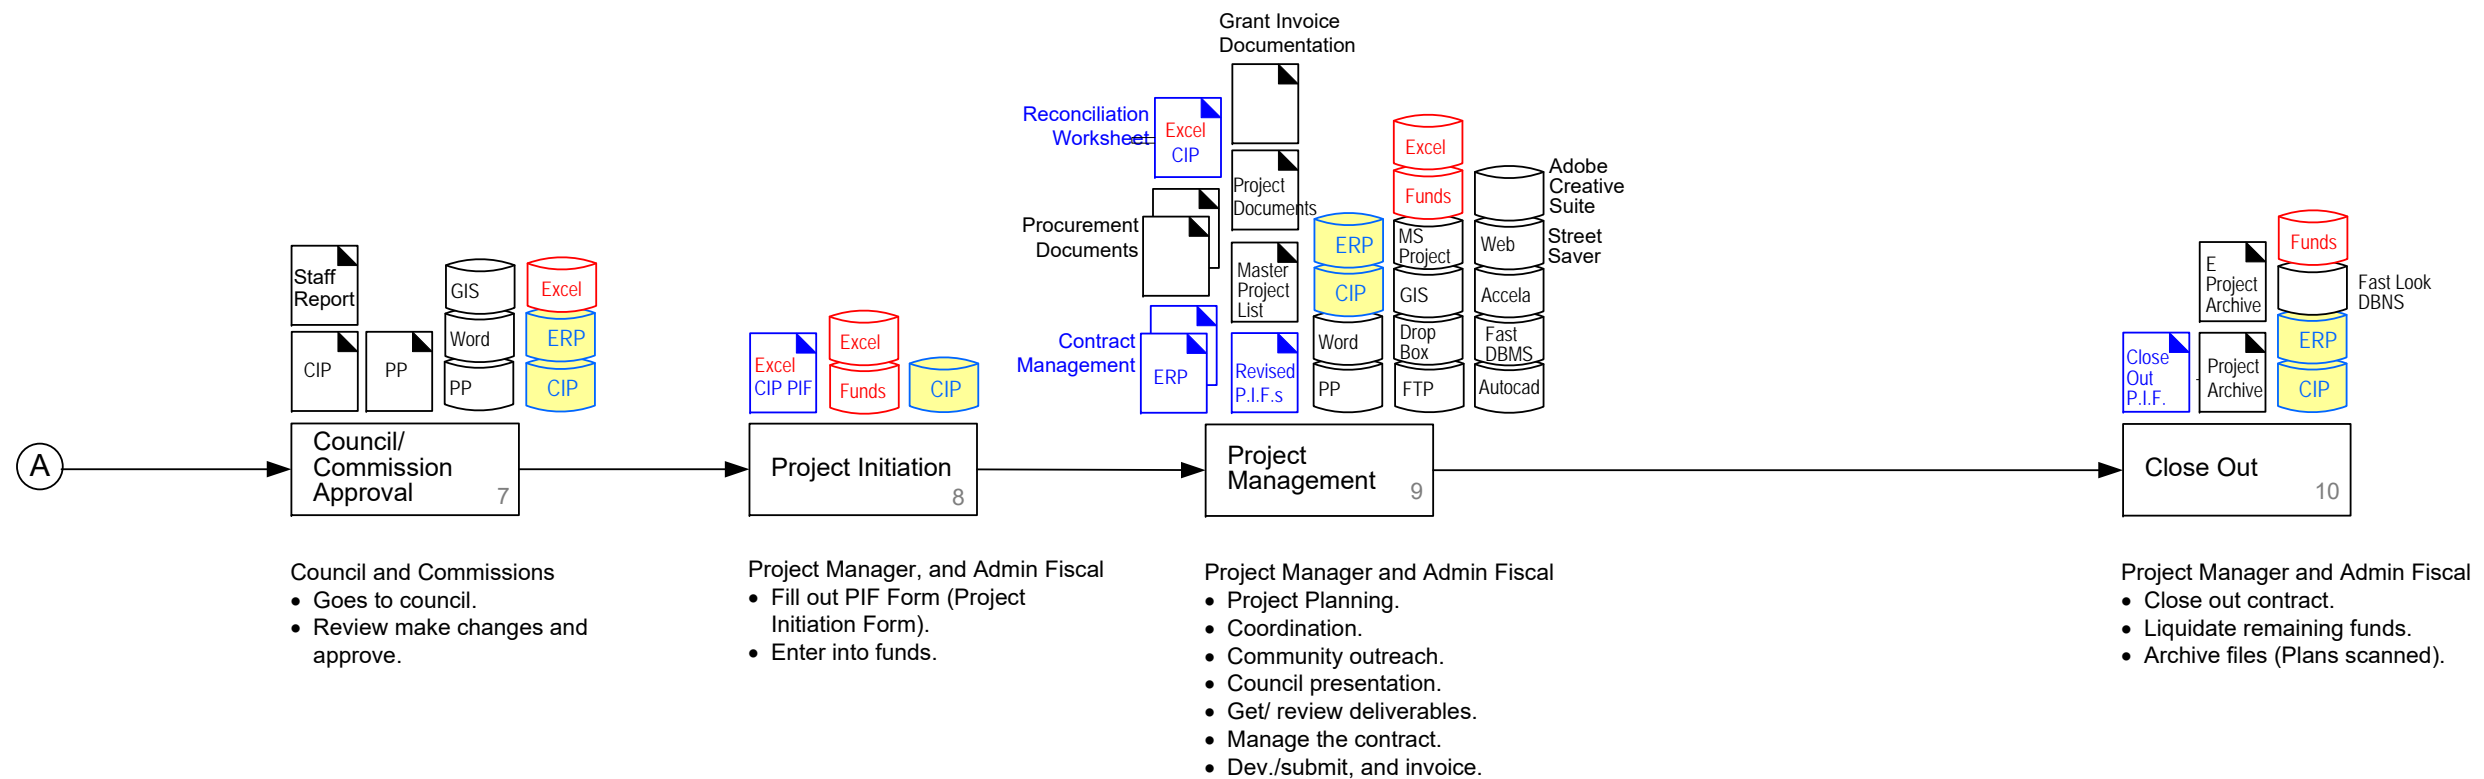 Grant Invoice
Documentation
Reconciliation
Worksheet
Excel
CIP
Project
Documents
Procurement
Documents
Master
Project
List
Contract
Management
ERP
Revised
P.I.F.s
ERP
CIP
Word
PP
Excel
Funds
MS
Project
GIS
Drop
Box
FTP
Adobe
Creative
Suite
Web
Street
Saver
Accela
Fast
DBMS
Autocad
Staff
Report
CIP
PP
GIS
Word
PP
Excel
ERP
CIP
Excel
CIP PIF
Excel
Funds
CIP
E
Project
Archive
Close
Out
P.I.F.
Project
Archive
Funds
Fast Look
DBNS
ERP
CIP
A
Council/
Commission
Approval
7
Project Initiation
8
Project
Management
9
Close Out
10
Council and Commissions
• Goes to council.
• Review make changes and
approve.
Project Manager, and Admin Fiscal
• Fill out PIF Form (Project
Initiation Form).
• Enter into funds.
Project Manager and Admin Fiscal
• Project Planning.
• Coordination.
• Community outreach.
• Council presentation.
• Get/ review deliverables.
• Manage the contract.
• Dev./submit, and invoice.
Project Manager and Admin Fiscal
• Close out contract.
• Liquidate remaining funds.
• Archive files (Plans scanned).